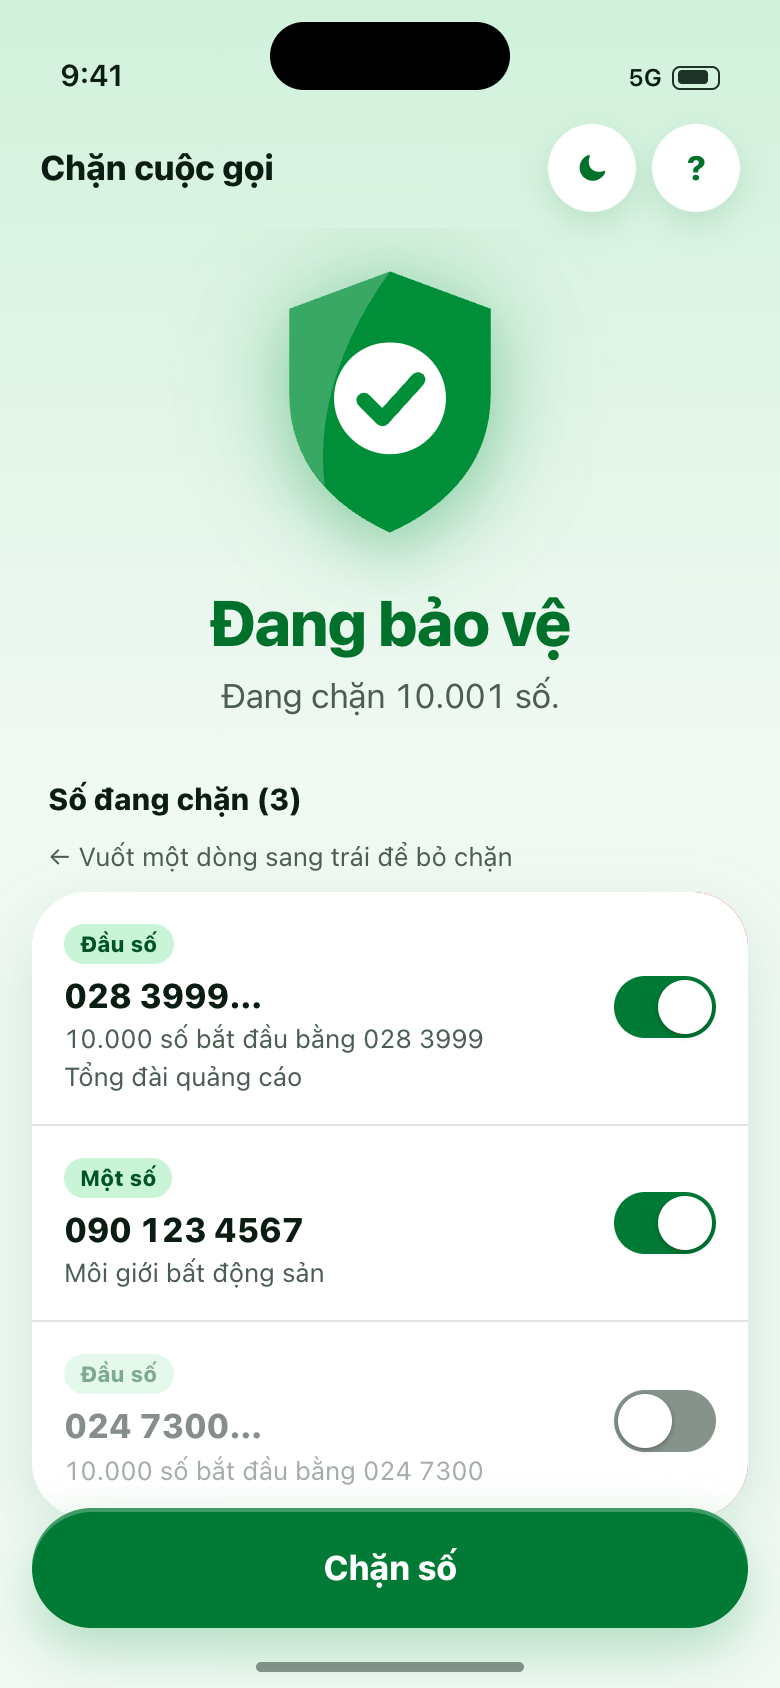 9:41
5G
Chặn cuộc gọi
?
Đang bảo vệ
Đang chặn 10.001 số.
Số đang chặn (3)
← Vuốt một dòng sang trái để bỏ chặn
Đầu số
028 3999...
10.000 số bắt đầu bằng 028 3999
Tổng đài quảng cáo
Một số
090 123 4567
Môi giới bất động sản
Đầu số
024 7300...
10.000 số bắt đầu bằng 024 7300
Chặn số